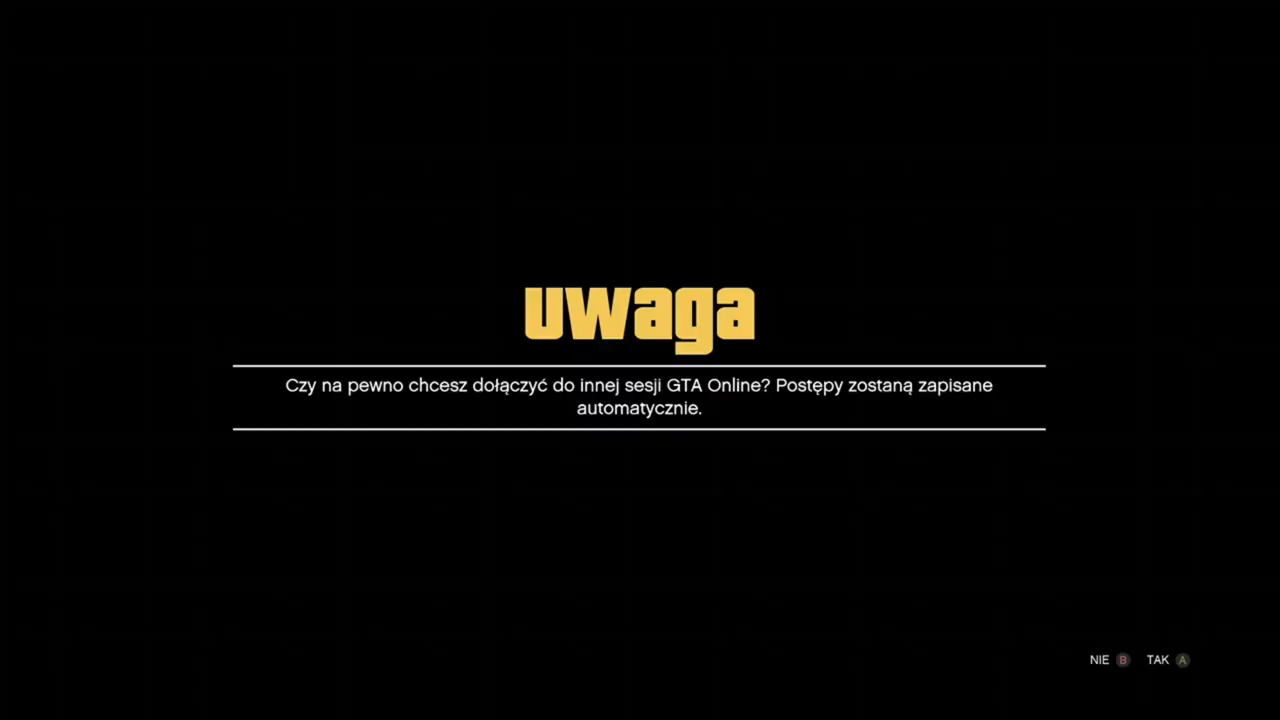 uwaga
Czy na pewno chcesz dołączyć do innej sesji GTA Online? Postępy zostaną zapisane
automatycznie.
NIE B TAK A